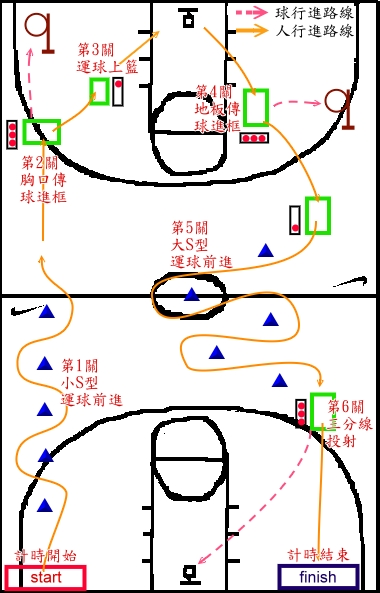 球行進路線
人行進路線
第3關
運球上籃
第4關
地板傳
球進框
第2關
胸口傳
球進框
第5關
大S型
運球前進
第1關
小S型
運球前進
第6關
三分線
投射
計時開始
計時結束
start
finish